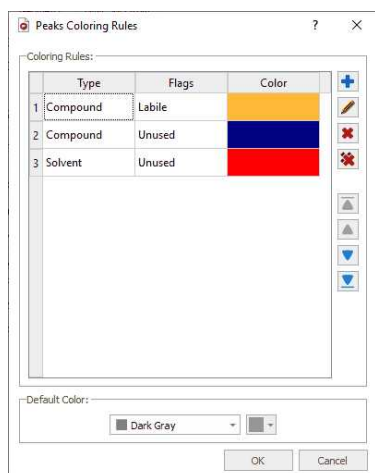 Peaks Coloring Rules ?
Coloring Rules:
Type Flags Color
1 Compound Labile
2 Compound Unused
3 Solvent Unused
Default Color:
Dark Gray
OK Cancel